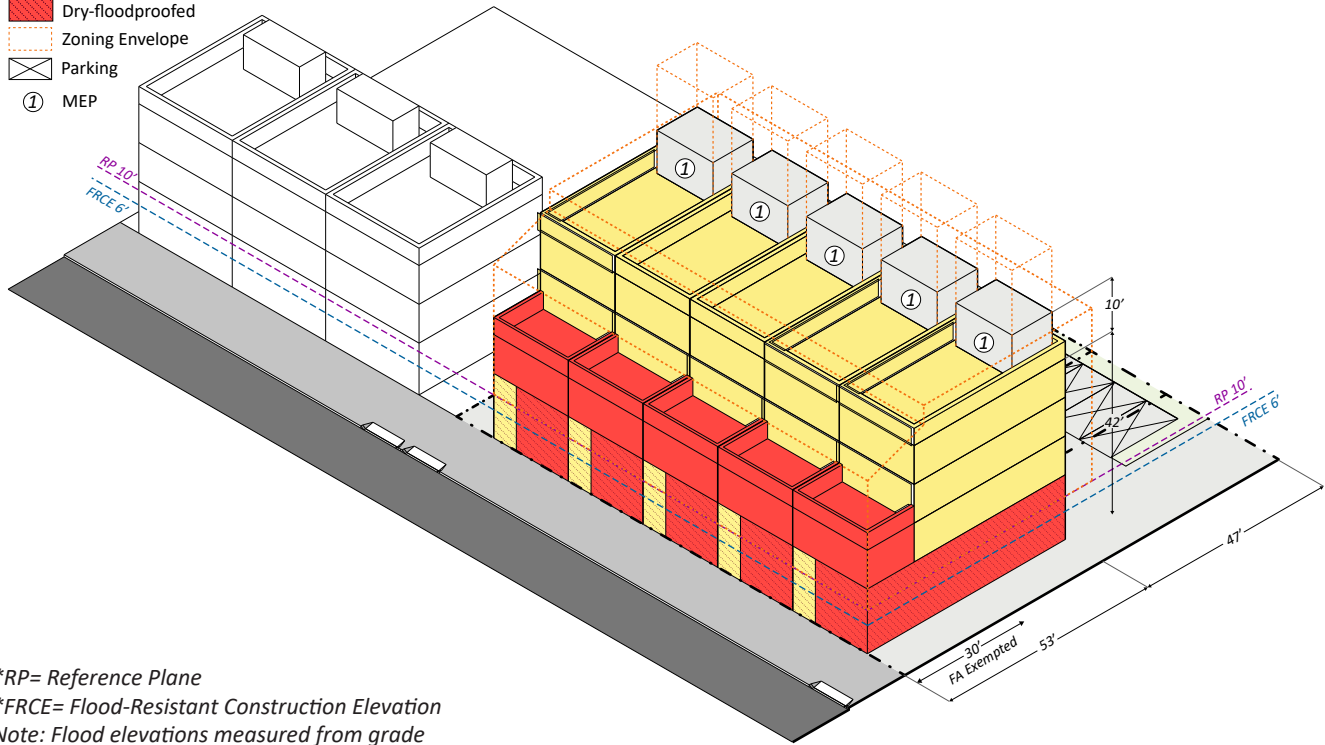 Dry-floodproofed
Zoning Envelope
Parking
1 MEP
RP 10'
FRCE 6'
1
1
1
1
1
10'
42'
RP 10'
FRCE 6'
47'
53'
30'
FA Exempted
*RP= Reference Plane
*FRCE= Flood-Resistant Construction Elevation
Note: Flood elevations measured from grade